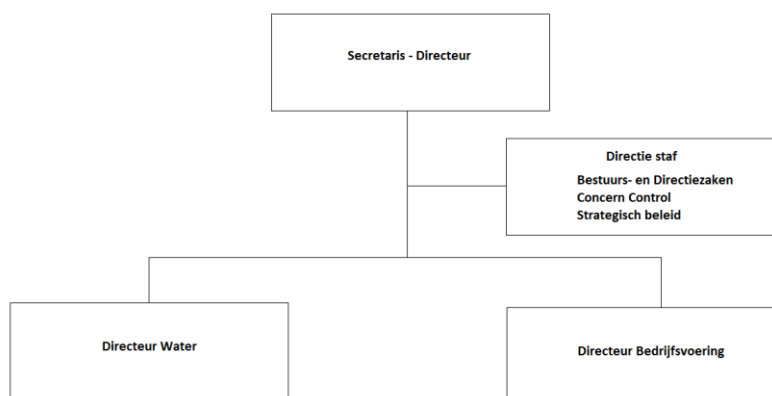 Secretaris - Directeur
Directie staf
Bestuurs- en Directiezaken
Concern Control
Strategisch beleid
Directeur Water
Directeur Bedrijfsvoering